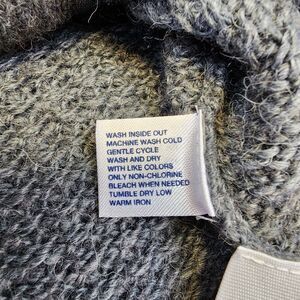 WASH INSIDE OUT
MACHINE WASH COLD
GENTLE CYCLE
WASH AND DRY
WITH LIKE COLORS
ONLY NON-CHLORINE
BLEACH WHEN NEEDED
TUMBLE DRY LOW
WARM IRON